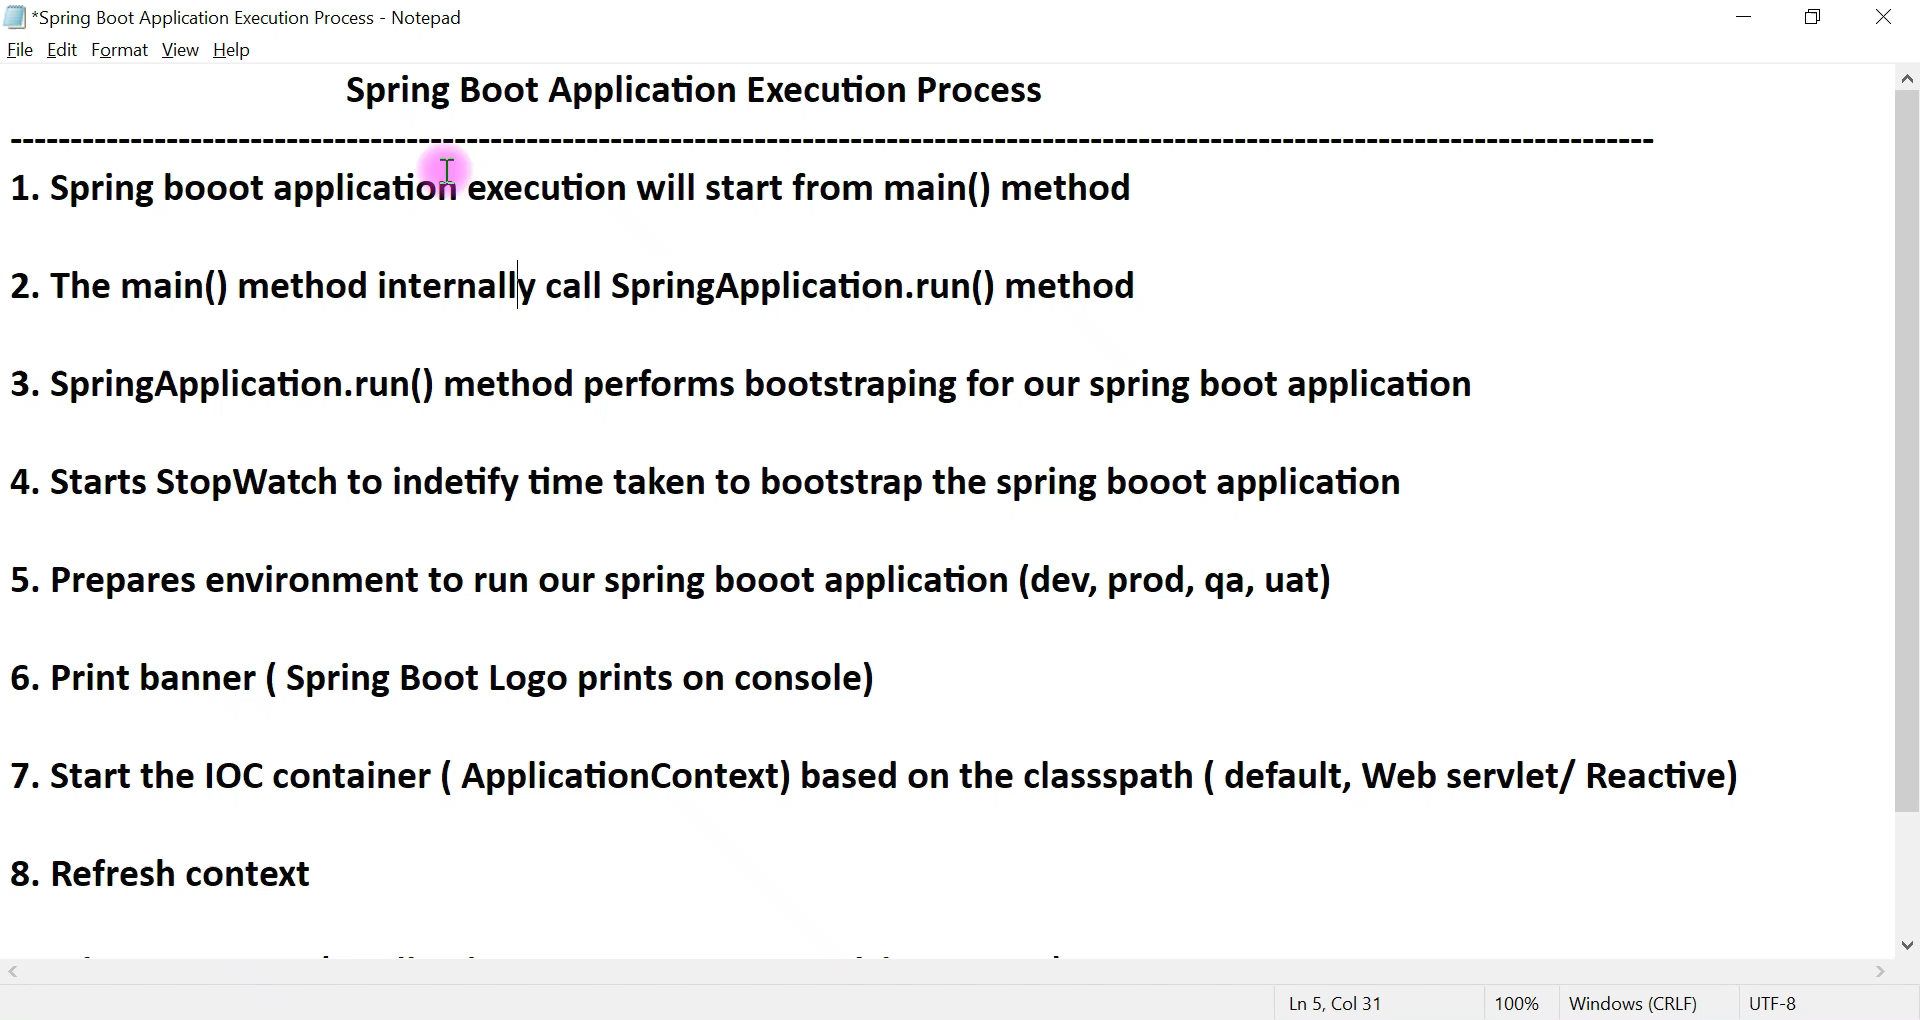 *Spring Boot Application Execution Process - Notepad
File Edit Format View Help
Spring Boot Application Execution Process
-----------------------------------------------------------------------------------------------------------------------------------------
1. Spring booot application execution will start from main() method
2. The main() method internally call SpringApplication.run() method
3. SpringApplication.run() method performs bootstraping for our spring boot application
4. Starts StopWatch to indetify time taken to bootstrap the spring booot application
5. Prepares environment to run our spring booot application (dev, prod, qa, uat)
6. Print banner ( Spring Boot Logo prints on console)
7. Start the IOC container ( ApplicationContext) based on the classspath ( default, Web servlet/ Reactive)
8. Refresh context
Ln 5, Col 31 100% Windows (CRLF) UTF-8